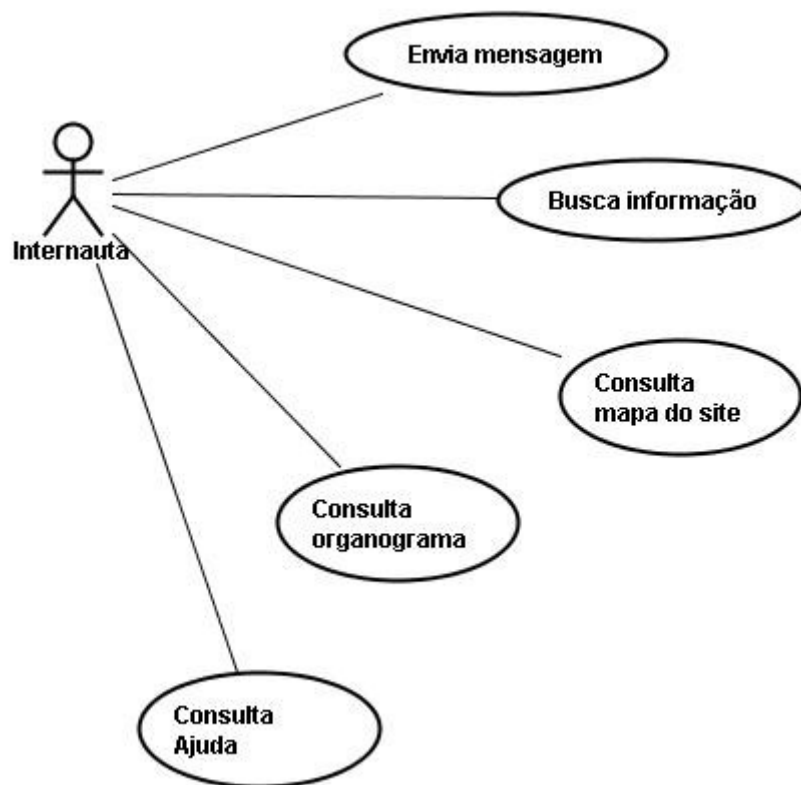 Envia mensagem
Busca informação
Internauta
Consulta
mapa do site
Consulta
organograma
Consulta
Ajuda